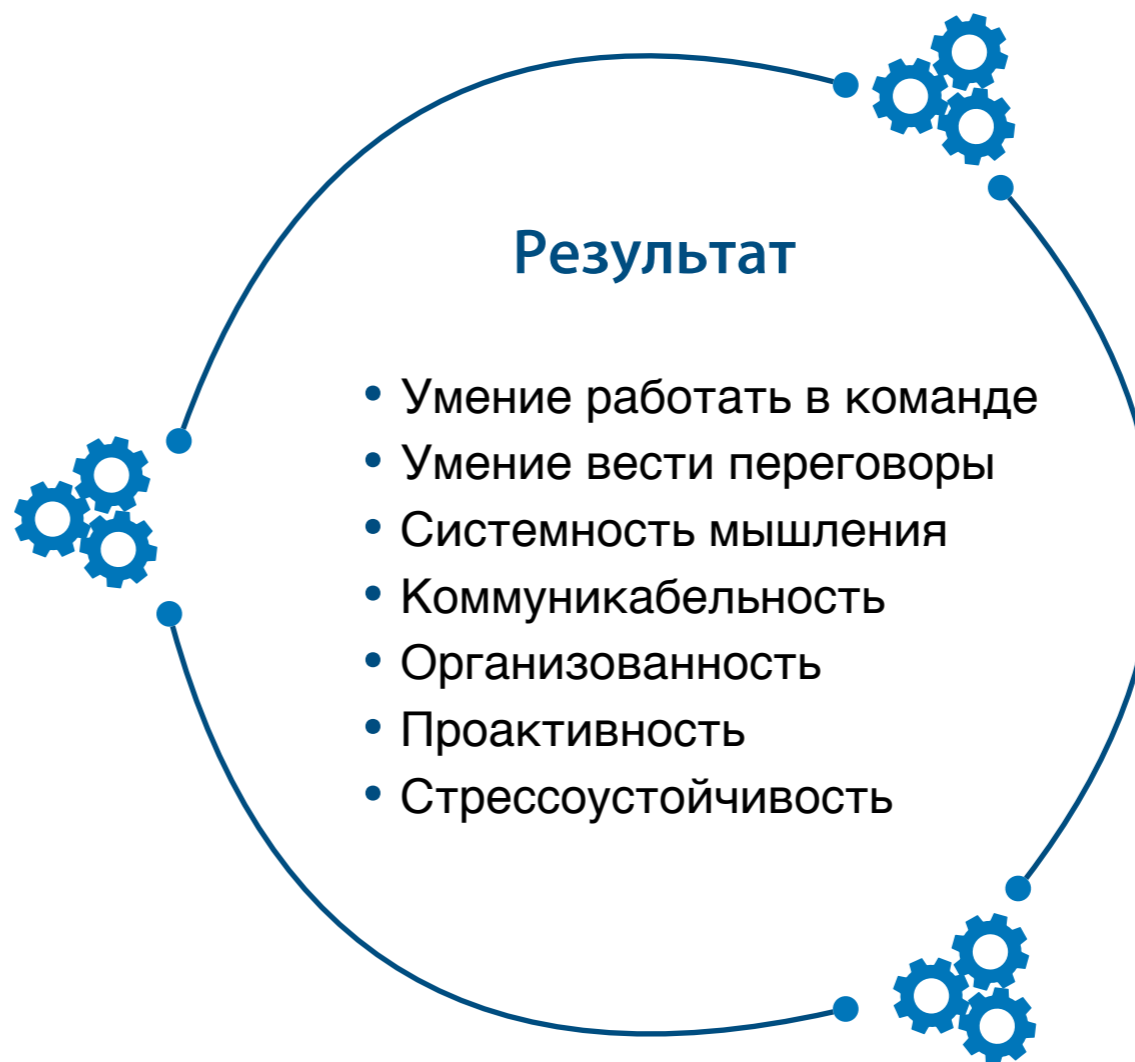 Результат
• Умение работать в команде
• Умение вести переговоры
• Системность мышления
• Коммуникабельность
• Организованность
• Проактивность
• Стрессоустойчивость